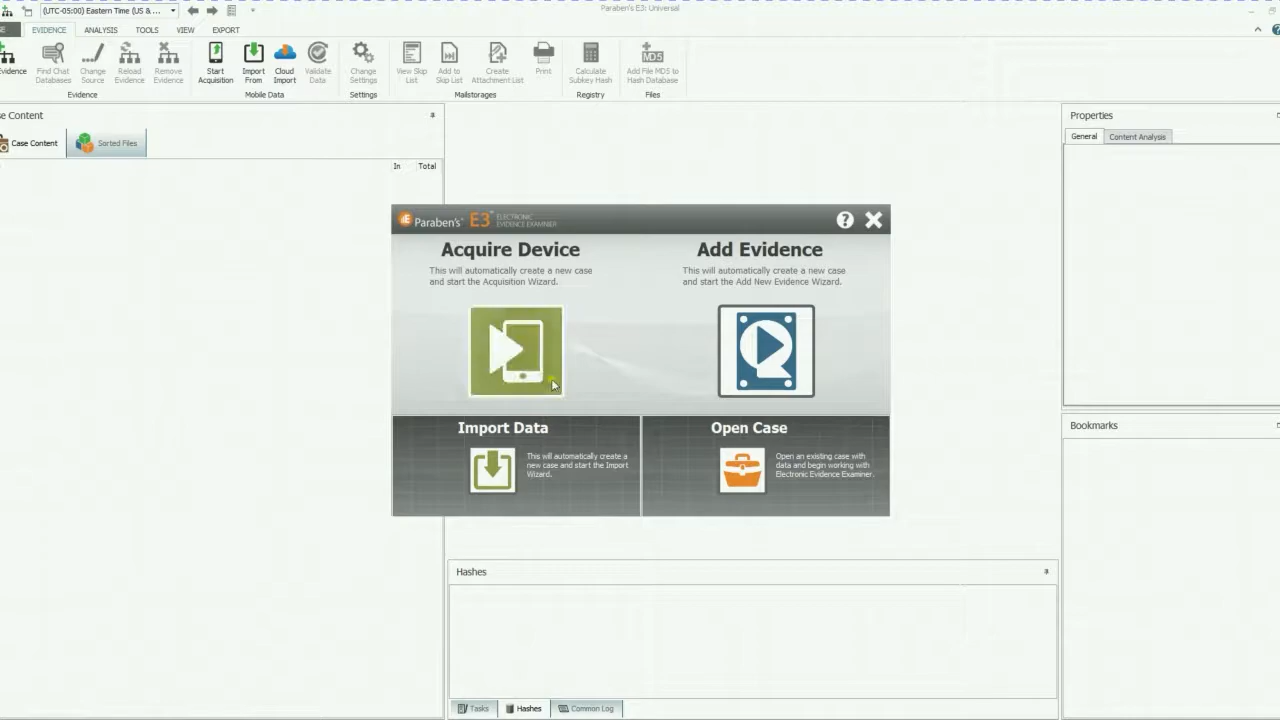 (UTC-05:00) Eastern Time (US & ...
Paraben's E3: Universal
SE
EVIDENCE
ANALYSIS
TOOLS
VIEW
EXPORT
Evidence
Find Chat
Databases
Change
Source
Reload
Evidence
Remove
Evidence
Start
Acquisition
Import
From
Cloud
Import
Validate
Data
Change
Settings
View Skip
List
Add to
Skip List
Create
Attachment List
Print
Calculate
Subkey Hash
MD5
Add File MD5 to
Hash Database
Evidence
Mobile Data
Settings
Mailstorages
Registry
Files
se Content
Case Content
Sorted Files
In
Total
Properties
General
Content Analysis
Bookmarks
Paraben's E3 ELECTRONIC
EVIDENCE EXAMINER
?
Acquire Device
This will automatically create a new case
and start the Acquisition Wizard.
Add Evidence
This will automatically create a new case
and start the Add New Evidence Wizard.
Import Data
This will automatically create a
new case and start the Import
Wizard.
Open Case
Open an existing case with
data and begin working with
Electronic Evidence Examiner.
Hashes
Tasks
Hashes
Common Log